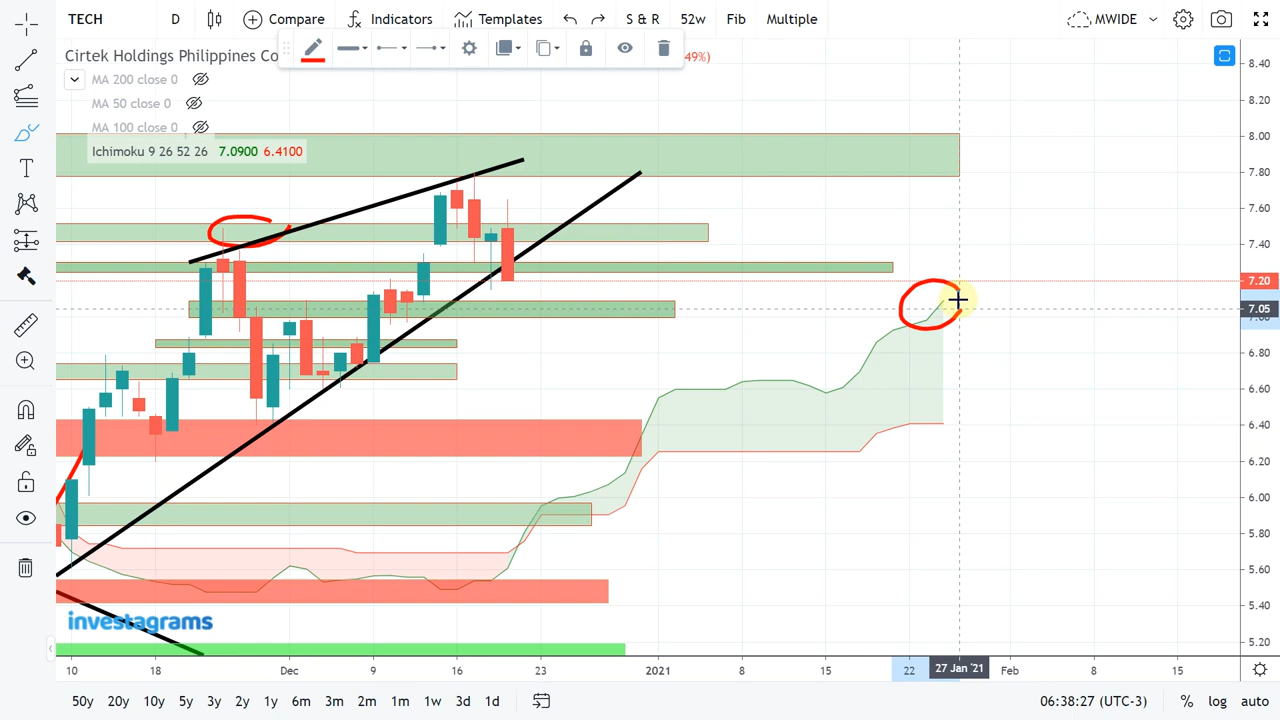 TECH D Compare Indicators Templates S & R 52w Fib Multiple MWIDE
Cirtek Holdings Philippines Co 49%)
MA 200 close 0
MA 50 close 0
MA 100 close 0
Ichimoku 9 26 52 26 7.0900 6.4100
8.40
8.20
8.00
7.80
7.60
7.40
7.20
7.05
7.00
6.80
6.60
6.40
6.20
6.00
5.80
5.60
5.40
5.20
investagrams
10 18 Dec 9 16 23 2021 8 15 22 27 Jan '21 Feb 8 15
50y 20y 10y 5y 3y 2y 1y 6m 3m 2m 1m 1w 3d 1d 06:38:27 (UTC-3) % log auto